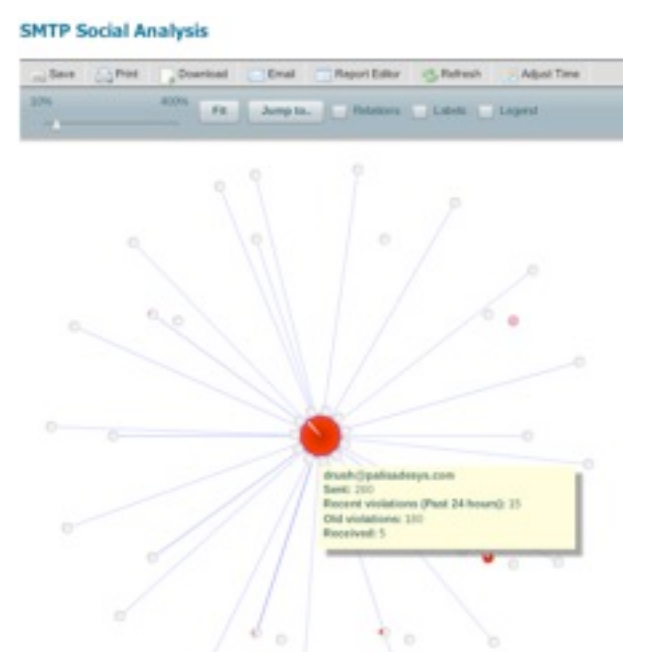 SMTP Social Analysis
Save Print Download Email Report Editor Refresh Adjust Time
10% 400% Fit Jump to.. Relations Labels Legend
drush@palisadesys.com
Sent: 200
Recent violations (Past 24 hours): 15
Old violations: 100
Received: 5